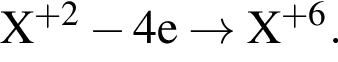 X⁺² − 4e → X⁺⁶.